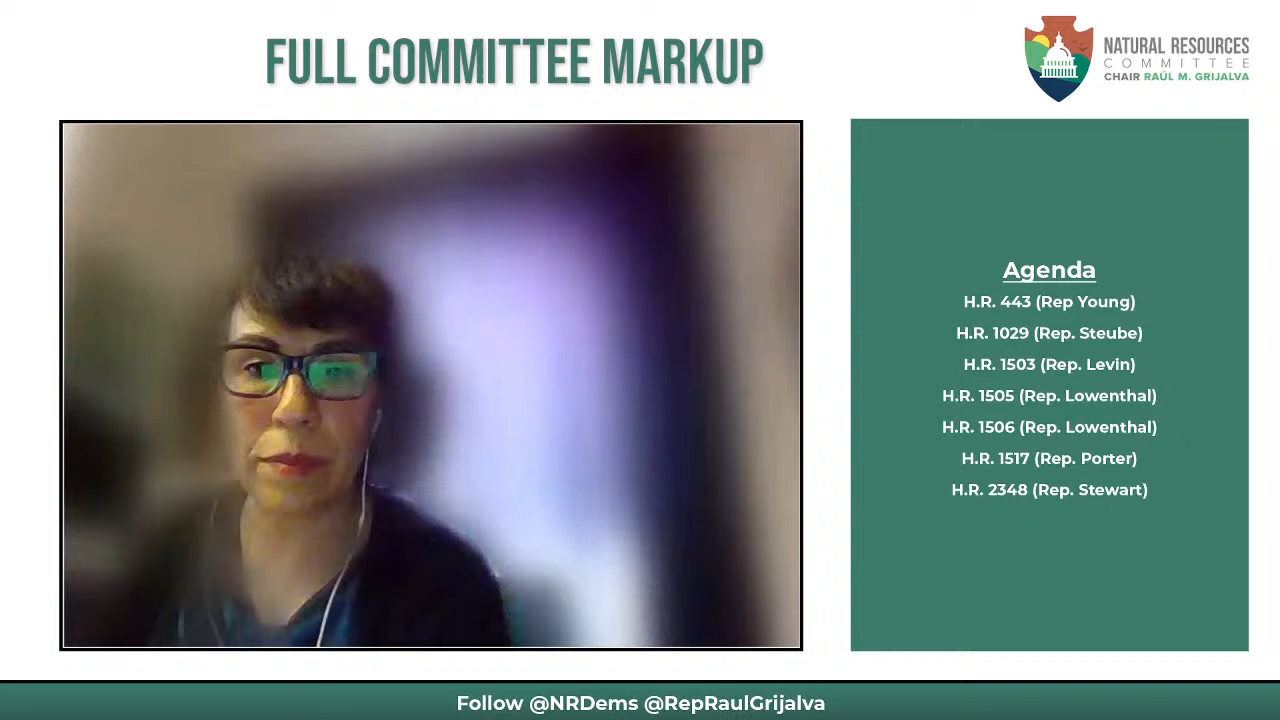 FULL COMMITTEE MARKUP
NATURAL RESOURCES
COMMITTEE
CHAIR RAÚL M. GRIJALVA
Agenda
H.R. 443 (Rep Young)
H.R. 1029 (Rep. Steube)
H.R. 1503 (Rep. Levin)
H.R. 1505 (Rep. Lowenthal)
H.R. 1506 (Rep. Lowenthal)
H.R. 1517 (Rep. Porter)
H.R. 2348 (Rep. Stewart)
Follow @NRDems @RepRaulGrijalva